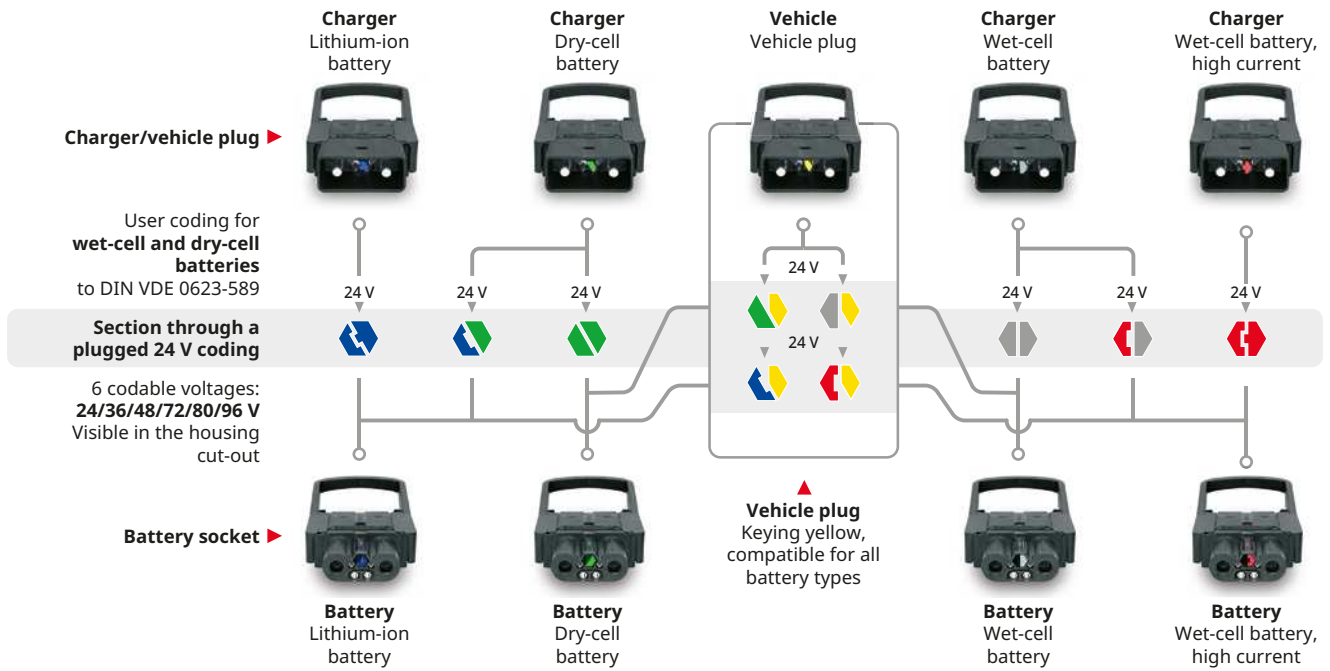 Charger
Lithium-ion
battery
Charger
Dry-cell
battery
Vehicle
Vehicle plug
Charger
Wet-cell
battery
Charger
Wet-cell battery,
high current
Charger/vehicle plug
User coding for
wet-cell and dry-cell
batteries
to DIN VDE 0623-589
24 V
24 V
24 V
24 V
24 V
24 V
24 V
24 V
Section through a
plugged 24 V coding
6 codable voltages:
24/36/48/72/80/96 V
Visible in the housing
cut-out
Battery socket
Vehicle plug
Keying yellow,
compatible for all
battery types
Battery
Lithium-ion
battery
Battery
Dry-cell
battery
Battery
Wet-cell
battery
Battery
Wet-cell battery,
high current